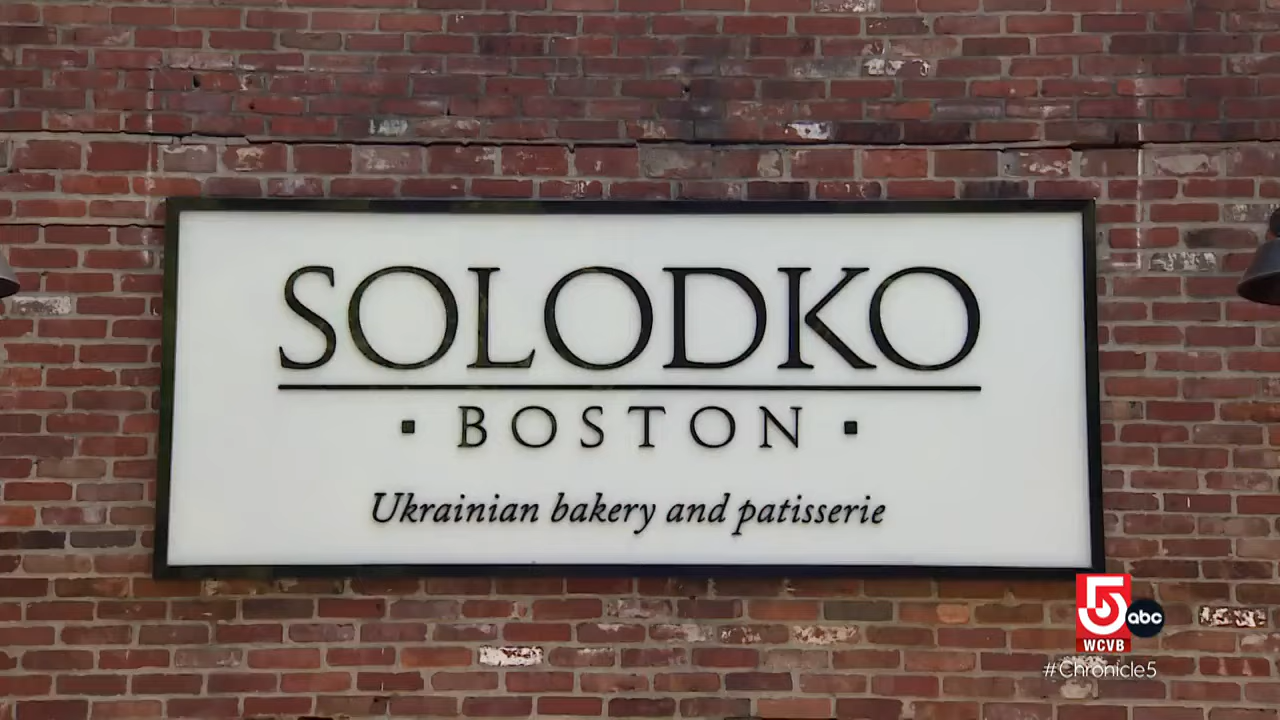 SOLODKO
BOSTON
Ukrainian bakery and patisserie
5 abc
WCVB
#Chronicle5